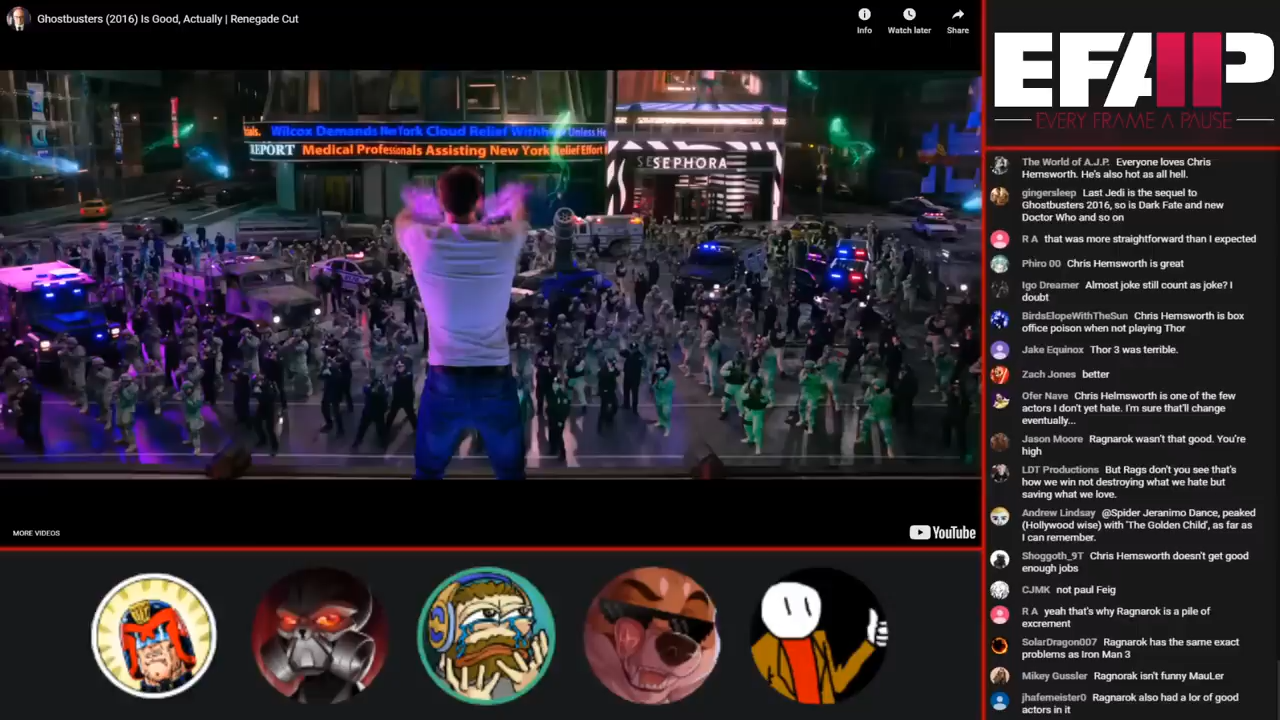 Ghostbusters (2016) Is Good, Actually | Renegade Cut
Info
Watch later
Share
Wilcox Demands New York Cloud Relief
REPORT Medical Professionals Assisting New York Relief Effort
SEPHORA
MORE VIDEOS
YouTube
EFAP
EVERY FRAME A PAUSE
The World of A.J.P. Everyone loves Chris
Hemsworth. He's also hot as all hell.
gingersleep Last Jedi is the sequel to
Ghostbusters 2016, so is Dark Fate and new
Doctor Who and so on
R A that was more straightforward than I expected
Phiro 00 Chris Hemsworth is great
Igo Dreamer Almost joke still count as joke? I
doubt
BirdsElopeWithTheSun Chris Hemsworth is box
office poison when not playing Thor
Jake Equinox Thor 3 was terrible.
Zach Jones better
Ofer Nave Chris Helmsworth is one of the few
actors I don't yet hate. I'm sure that'll change
eventually...
Jason Moore Ragnarok wasn't that good. You're
high
LDT Productions But Rags don't you see that's
how we win not destroying what we hate but
saving what we love.
Andrew Lindsay @Spider Jeranimo Dance, peaked
(Hollywood wise) with 'The Golden Child', as far as
I can remember.
Shoggoth_9T Chris Hemsworth doesn't get good
enough jobs
CJMK not paul Feig
R A yeah that's why Ragnarok is a pile of
excrement
SolarDragon007 Ragnarok has the same exact
problems as Iron Man 3
Mikey Gussler Ragnorak isn't funny MauLer
jhafemeister0 Ragnarok also had a lor of good
actors in it